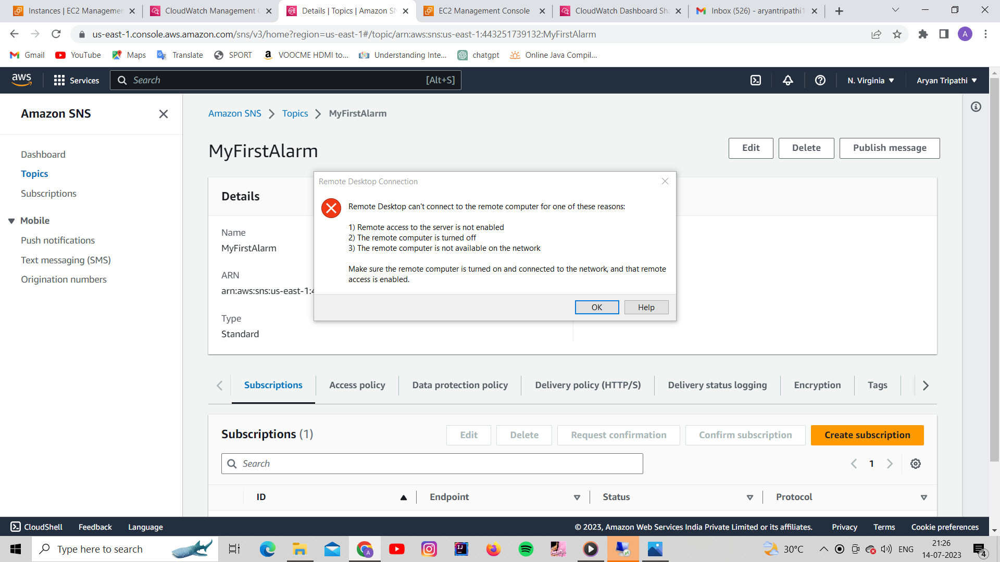 Instances | EC2 Managemen
CloudWatch Management C
Details | Topics | Amazon SN
EC2 Management Console
CloudWatch Dashboard Sha
Inbox (526) - aryantripathi1
us-east-1.console.aws.amazon.com/sns/v3/home?region=us-east-1#/topic/arn:aws:sns:us-east-1:443251739132:MyFirstAlarm
A
Gmail
YouTube
Maps
Translate
SPORT
VOOCME HDMI to...
Understanding Inte...
chatgpt
Online Java Compil...
aws
Services
Search
[Alt+S]
N. Virginia
Aryan Tripathi
Amazon SNS
Dashboard
Topics
Subscriptions
Mobile
Push notifications
Text messaging (SMS)
Origination numbers
Amazon SNS
Topics
MyFirstAlarm
MyFirstAlarm
Edit
Delete
Publish message
Details
Name
MyFirstAlarm
ARN
arn:aws:sns:us-east-1:4
Type
Standard
Remote Desktop Connection
Remote Desktop can't connect to the remote computer for one of these reasons:
1) Remote access to the server is not enabled
2) The remote computer is turned off
3) The remote computer is not available on the network
Make sure the remote computer is turned on and connected to the network, and that remote
access is enabled.
OK
Help
Subscriptions
Access policy
Data protection policy
Delivery policy (HTTP/S)
Delivery status logging
Encryption
Tags
Subscriptions (1)
Edit
Delete
Request confirmation
Confirm subscription
Create subscription
Search
1
ID
Endpoint
Status
Protocol
CloudShell
Feedback
Language
© 2023, Amazon Web Services India Private Limited or its affiliates.
Privacy
Terms
Cookie preferences
Type here to search
30°C
ENG
21:26
14-07-2023
4